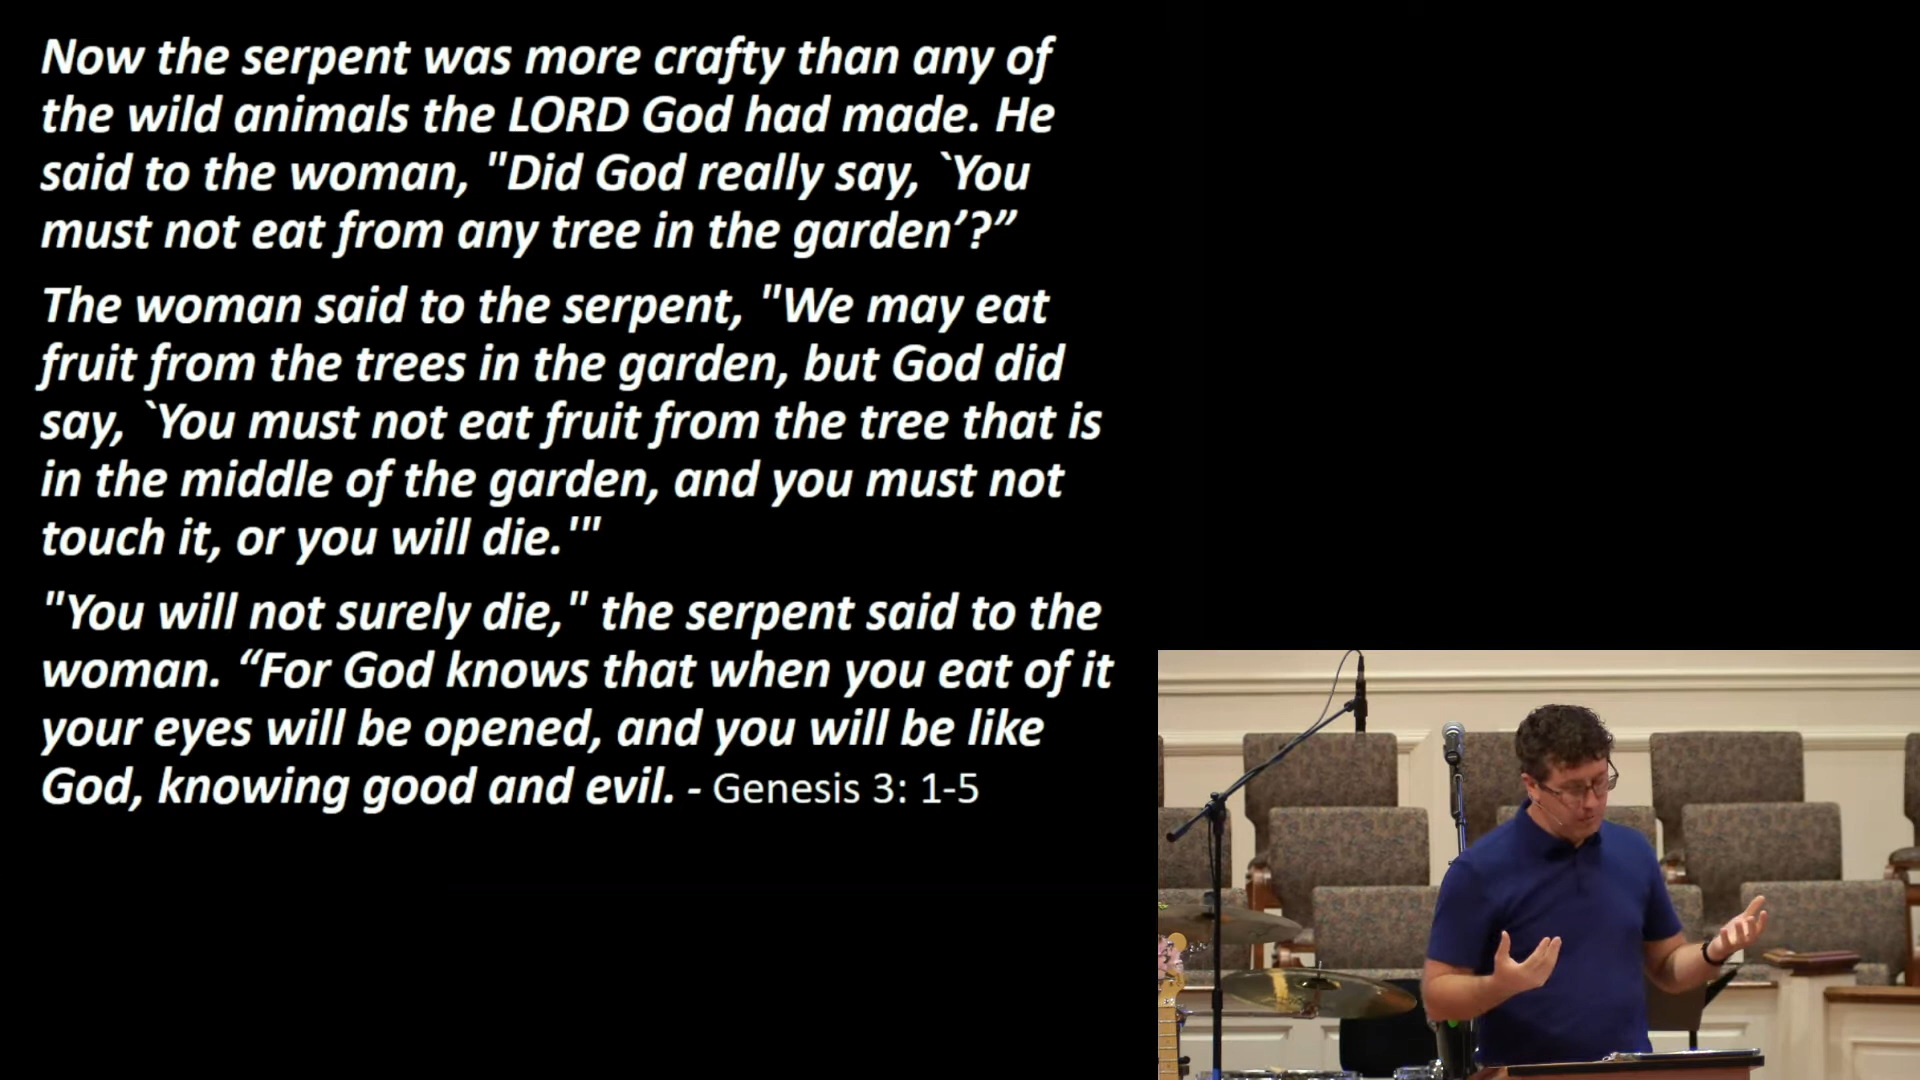 Now the serpent was more crafty than any of
the wild animals the LORD God had made. He
said to the woman, "Did God really say, `You
must not eat from any tree in the garden’?”
The woman said to the serpent, "We may eat
fruit from the trees in the garden, but God did
say, `You must not eat fruit from the tree that is
in the middle of the garden, and you must not
touch it, or you will die.'"
"You will not surely die," the serpent said to the
woman. “For God knows that when you eat of it
your eyes will be opened, and you will be like
God, knowing good and evil. - Genesis 3: 1-5